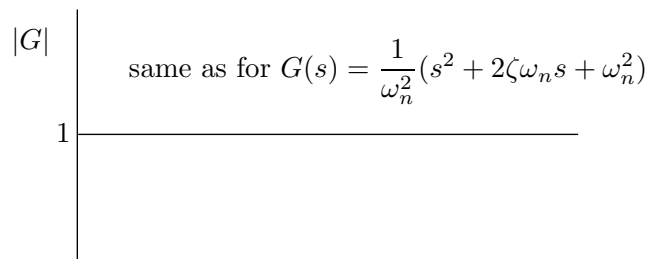 |G|
same as for $G(s) = \frac{1}{\omega_n^2}(s^2 + 2\zeta\omega_n s + \omega_n^2)$
1